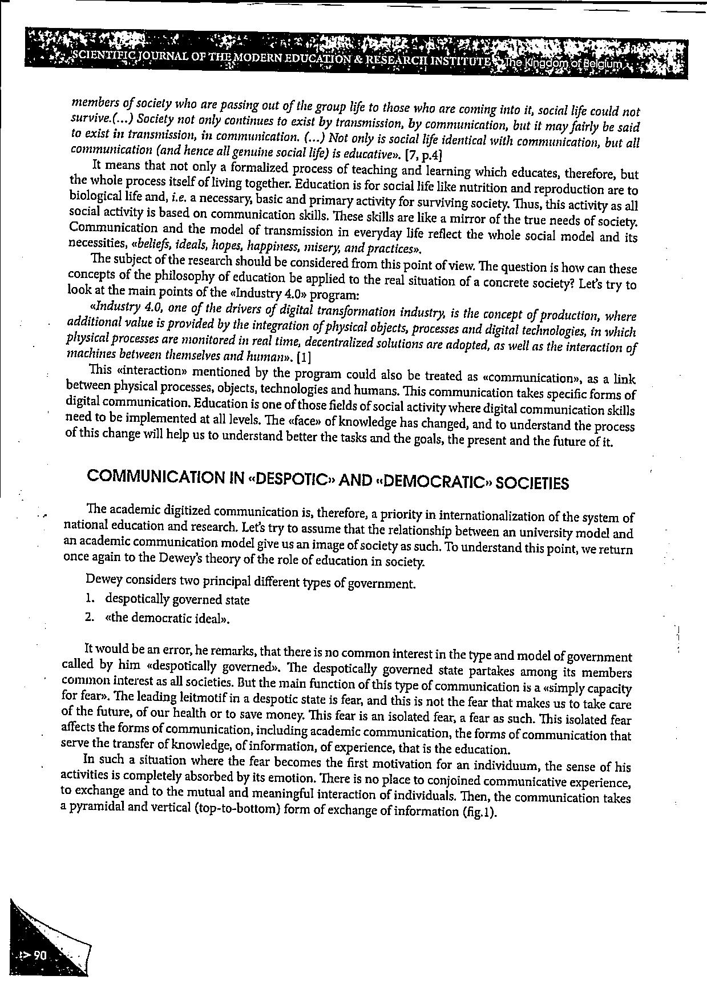 SCIENTIFIC JOURNAL OF THE MODERN EDUCATION & RESEARCH INSTITUTE The Kingdom of Belgium
members of society who are passing out of the group life to those who are coming into it, social life could not
survive.(...) Society not only continues to exist by transmission, by communication, but it may fairly be said
to exist in transmission, in communication. (...) Not only is social life identical with communication, but all
communication (and hence all genuine social life) is educative». [7, p.4]
It means that not only a formalized process of teaching and learning which educates, therefore, but
the whole process itself of living together. Education is for social life like nutrition and reproduction are to
biological life and, i.e. a necessary, basic and primary activity for surviving society. Thus, this activity as all
social activity is based on communication skills. These skills are like a mirror of the true needs of society.
Communication and the model of transmission in everyday life reflect the whole social model and its
necessities, «beliefs, ideals, hopes, happiness, misery, and practices».
The subject of the research should be considered from this point of view. The question is how can these
concepts of the philosophy of education be applied to the real situation of a concrete society? Let's try to
look at the main points of the «Industry 4.0» program:
«Industry 4.0, one of the drivers of digital transformation industry, is the concept of production, where
additional value is provided by the integration of physical objects, processes and digital technologies, in which
physical processes are monitored in real time, decentralized solutions are adopted, as well as the interaction of
machines between themselves and human». [1]
This «interaction» mentioned by the program could also be treated as «communication», as a link
between physical processes, objects, technologies and humans. This communication takes specific forms of
digital communication. Education is one of those fields of social activity where digital communication skills
need to be implemented at all levels. The «face» of knowledge has changed, and to understand the process
of this change will help us to understand better the tasks and the goals, the present and the future of it.
COMMUNICATION IN «DESPOTIC» AND «DEMOCRATIC» SOCIETIES
The academic digitized communication is, therefore, a priority in internationalization of the system of
national education and research. Let's try to assume that the relationship between an university model and
an academic communication model give us an image of society as such. To understand this point, we return
once again to the Dewey's theory of the role of education in society.
Dewey considers two principal different types of government.
1. despotically governed state
2. «the democratic ideal».
It would be an error, he remarks, that there is no common interest in the type and model of government
called by him «despotically governed». The despotically governed state partakes among its members
common interest as all societies. But the main function of this type of communication is a «simply capacity
for fear». The leading leitmotif in a despotic state is fear, and this is not the fear that makes us to take care
of the future, of our health or to save money. This fear is an isolated fear, a fear as such. This isolated fear
affects the forms of communication, including academic communication, the forms of communication that
serve the transfer of knowledge, of information, of experience, that is the education.
In such a situation where the fear becomes the first motivation for an individuum, the sense of his
activities is completely absorbed by its emotion. There is no place to conjoined communicative experience,
to exchange and to the mutual and meaningful interaction of individuals. Then, the communication takes
a pyramidal and vertical (top-to-bottom) form of exchange of information (fig.1).
> 90